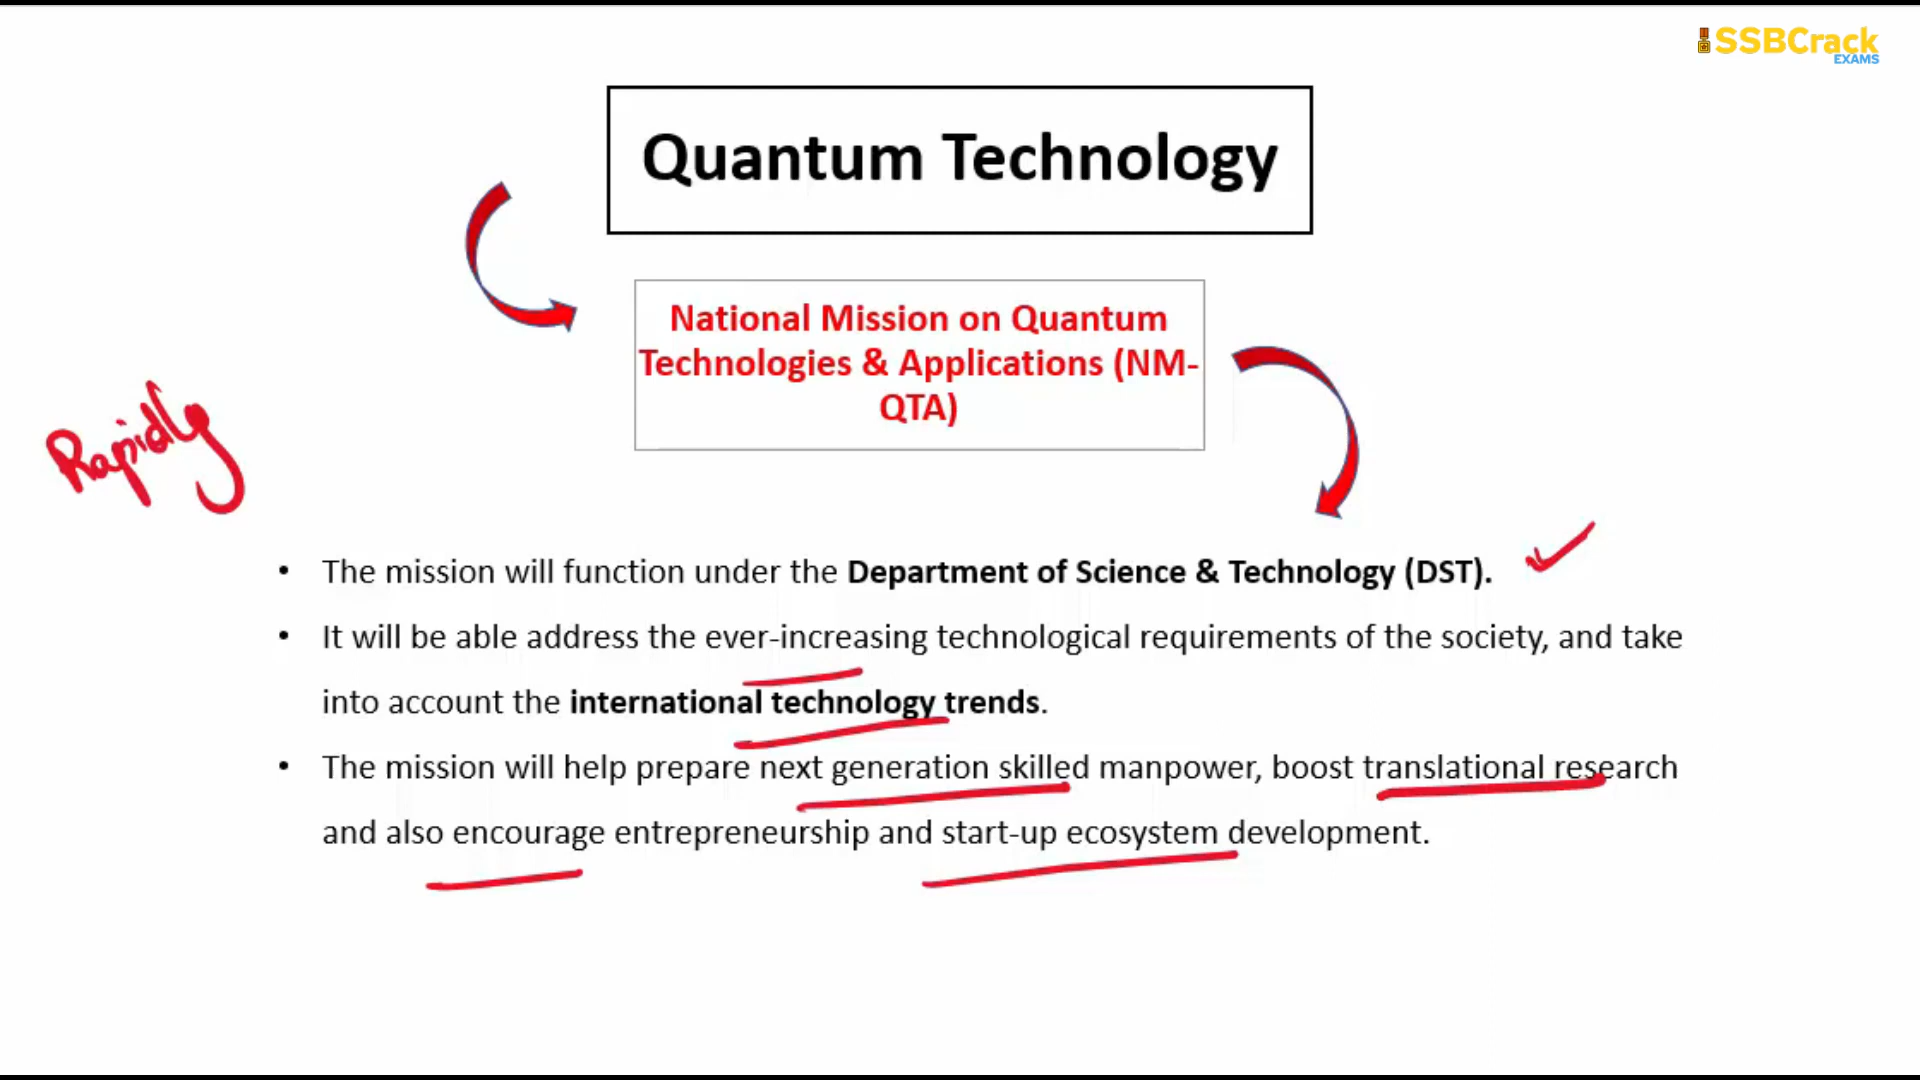 SSBCrack
EXAMS
Quantum Technology
National Mission on Quantum
Technologies & Applications (NM-
QTA)
Rapidly
• The mission will function under the Department of Science & Technology (DST).
• It will be able address the ever-increasing technological requirements of the society, and take
into account the international technology trends.
• The mission will help prepare next generation skilled manpower, boost translational research
and also encourage entrepreneurship and start-up ecosystem development.